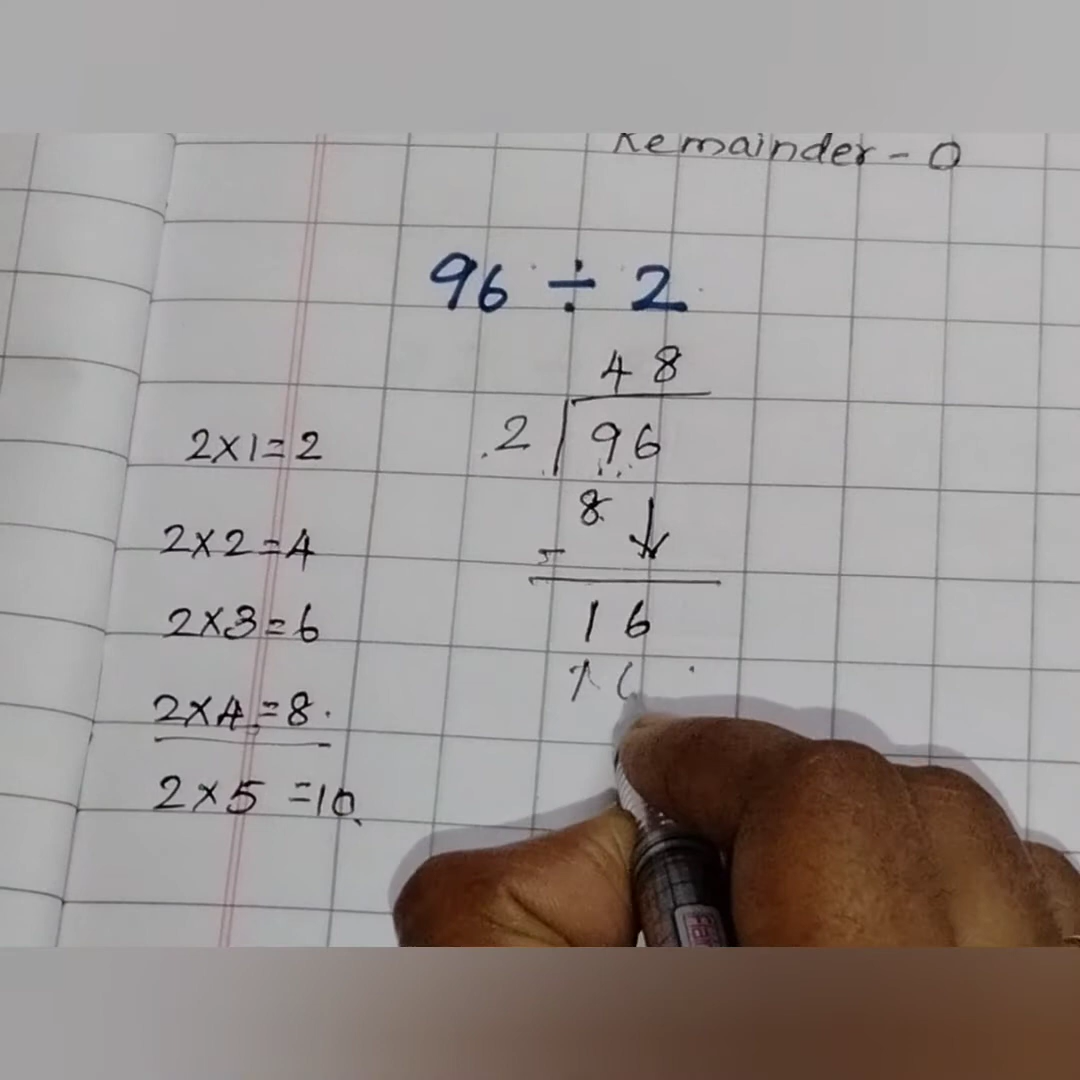 Remainder - 0
96 ÷ 2
48
2 96
2x1=2
8
2x2=4
-
2x3=6
16
1
2x4=8.
2x5=10